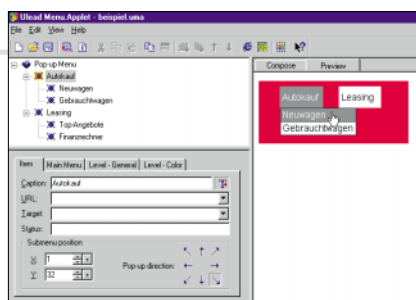 Ulead Menu.Applet - beispiel.uma
File Edit View Help
Pop-up Menu
Autokauf
Neuwagen
Gebrauchtwagen
Leasing
Top-Angebote
Finanzrechner
Compose Preview
Autokauf Leasing
Neuwagen
Gebrauchtwagen
Item Main Menu Level - General Level - Color
Caption: Autokauf
URL:
Target:
Status:
Submenu position
X: 1
Y: 32
Pop-up direction: